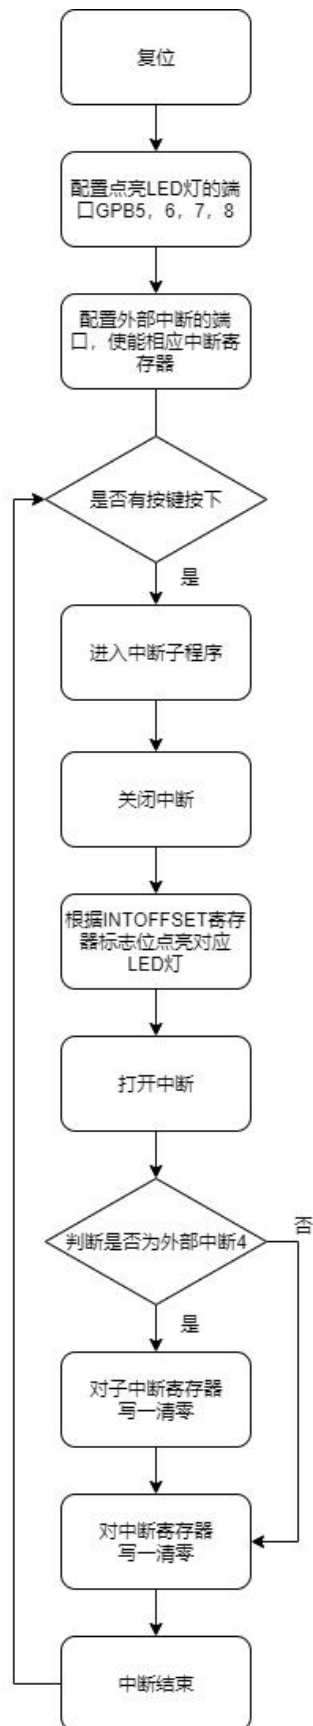 复位
配置点亮LED灯的端
口GPB5，6，7，8
配置外部中断的端
口，使能相应中断寄
存器
是否有按键按下
是
进入中断子程序
关闭中断
根据INTOFFSET寄存
器标志位点亮对应
LED灯
打开中断
判断是否为外部中断4
否
是
对子中断寄存器
写一清零
对中断寄存器
写一清零
中断结束